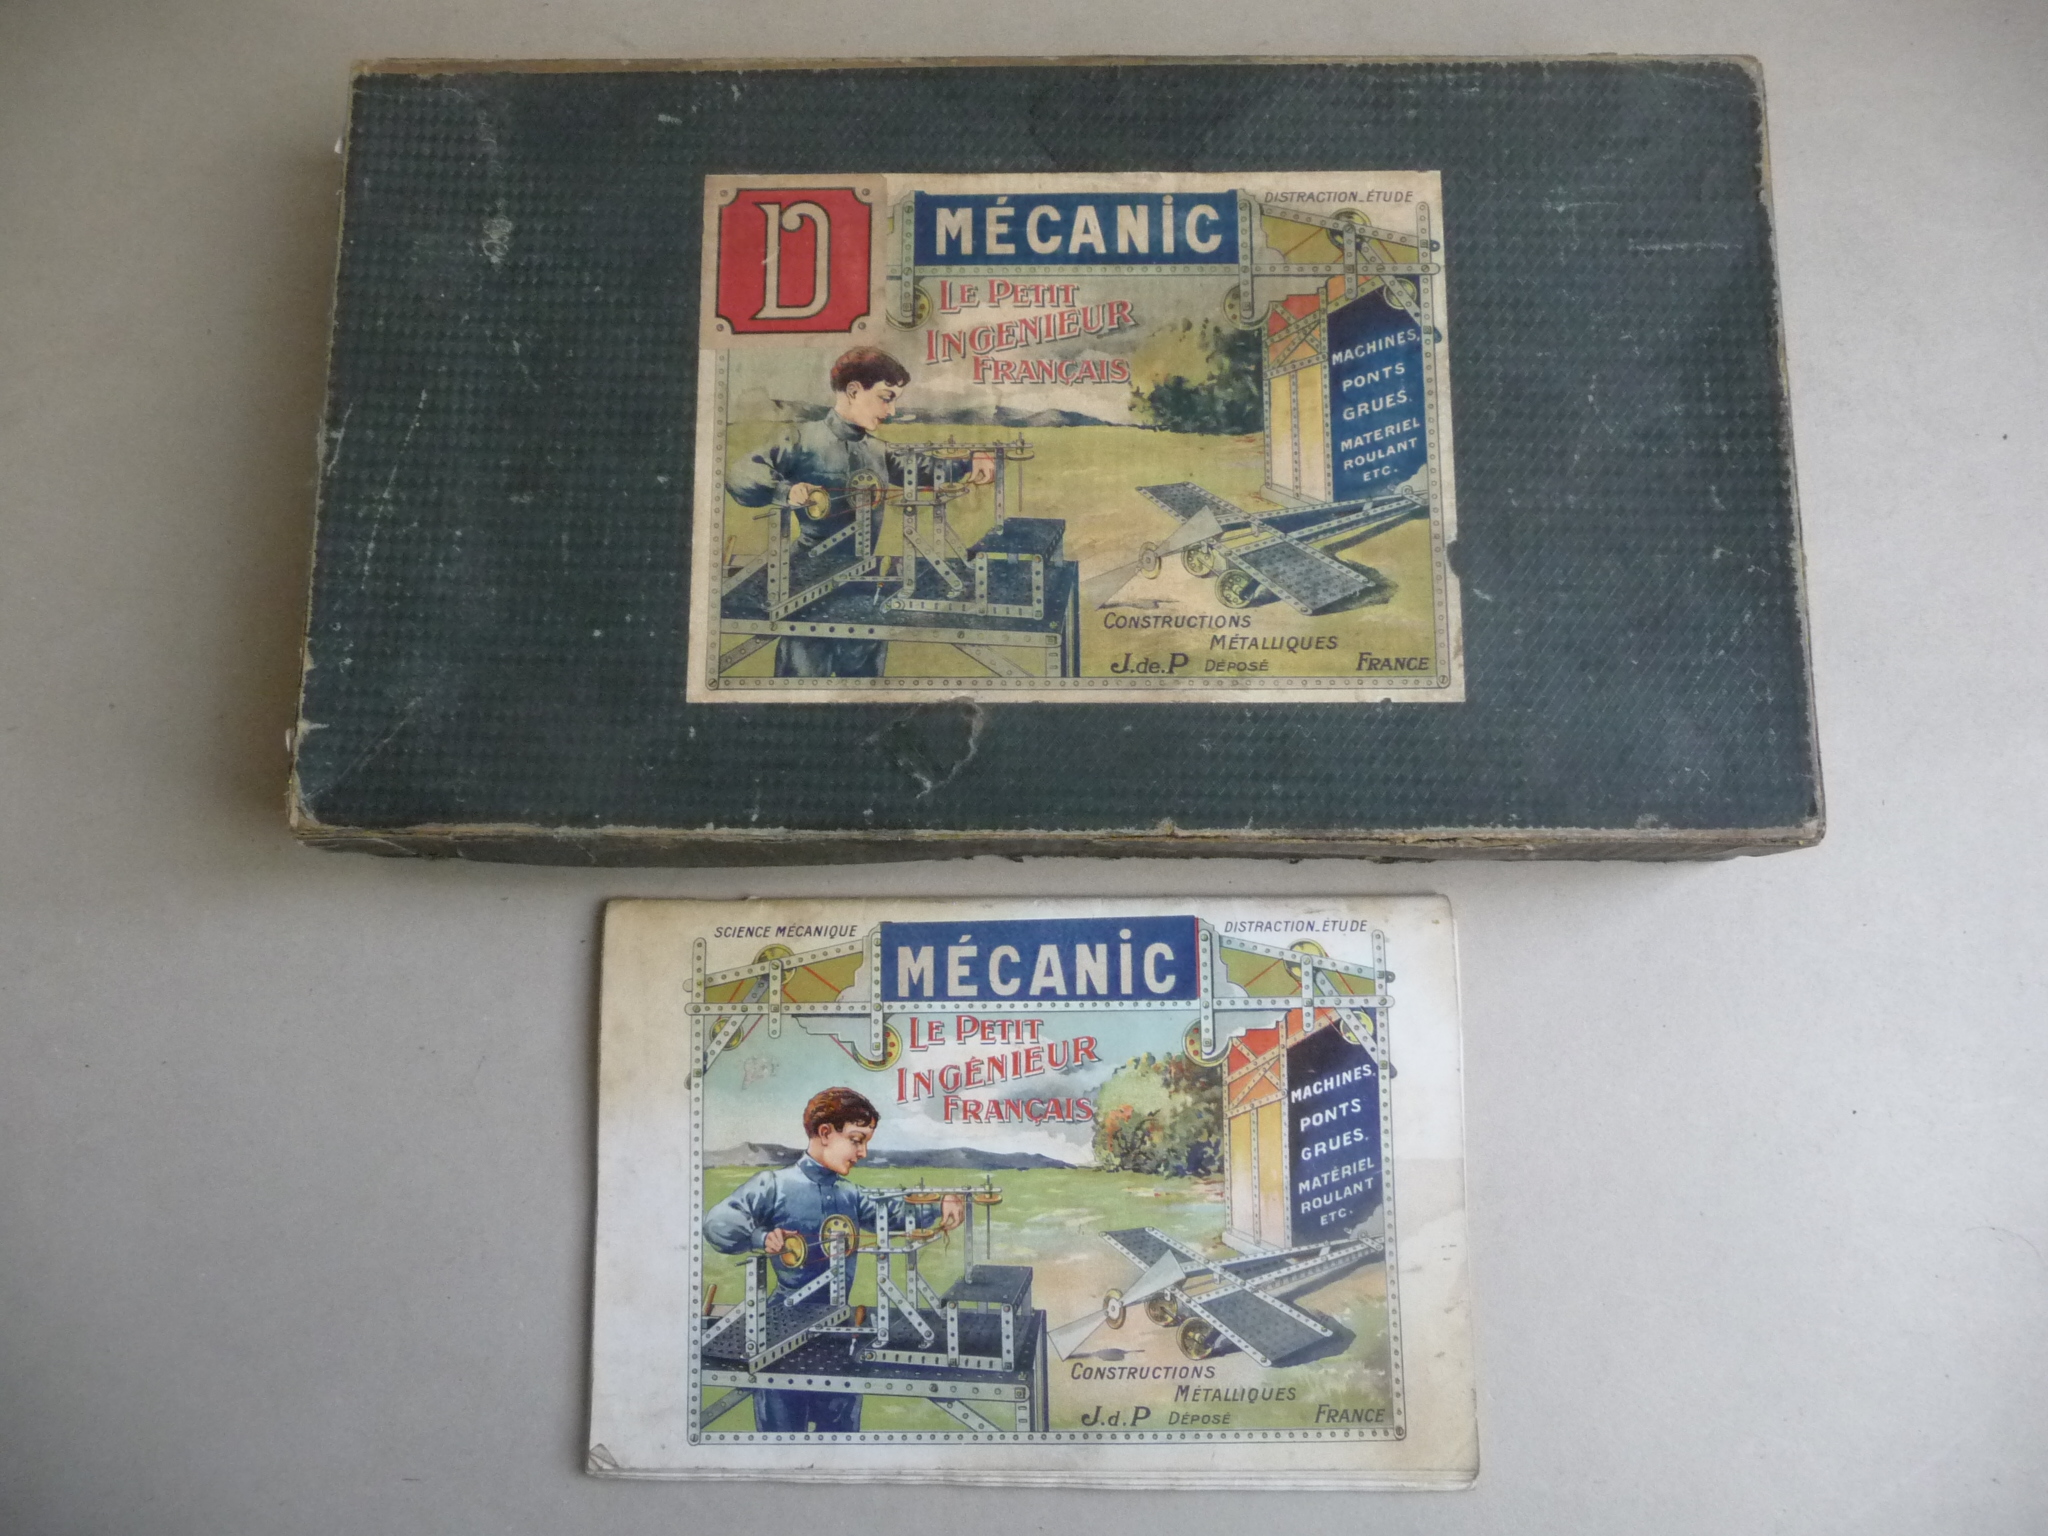 D
MÉCANIC
DISTRACTION_ÉTUDE
LE PETIT
INGENIEUR
FRANÇAIS
MACHINES,
PONTS
GRUES.
MATERIEL
ROULANT
ETC.
CONSTRUCTIONS
MÉTALLIQUES
J.de.P DÉPOSÉ FRANCE
SCIENCE MÉCANIQUE
MÉCANIC
DISTRACTION_ÉTUDE
LE PETIT
INGÉNIEUR
FRANÇAIS
MACHINES.
PONTS
GRUES.
MATÉRIEL
ROULANT
ETC.
CONSTRUCTIONS
MÉTALLIQUES
J.d.P DÉPOSÉ FRANCE